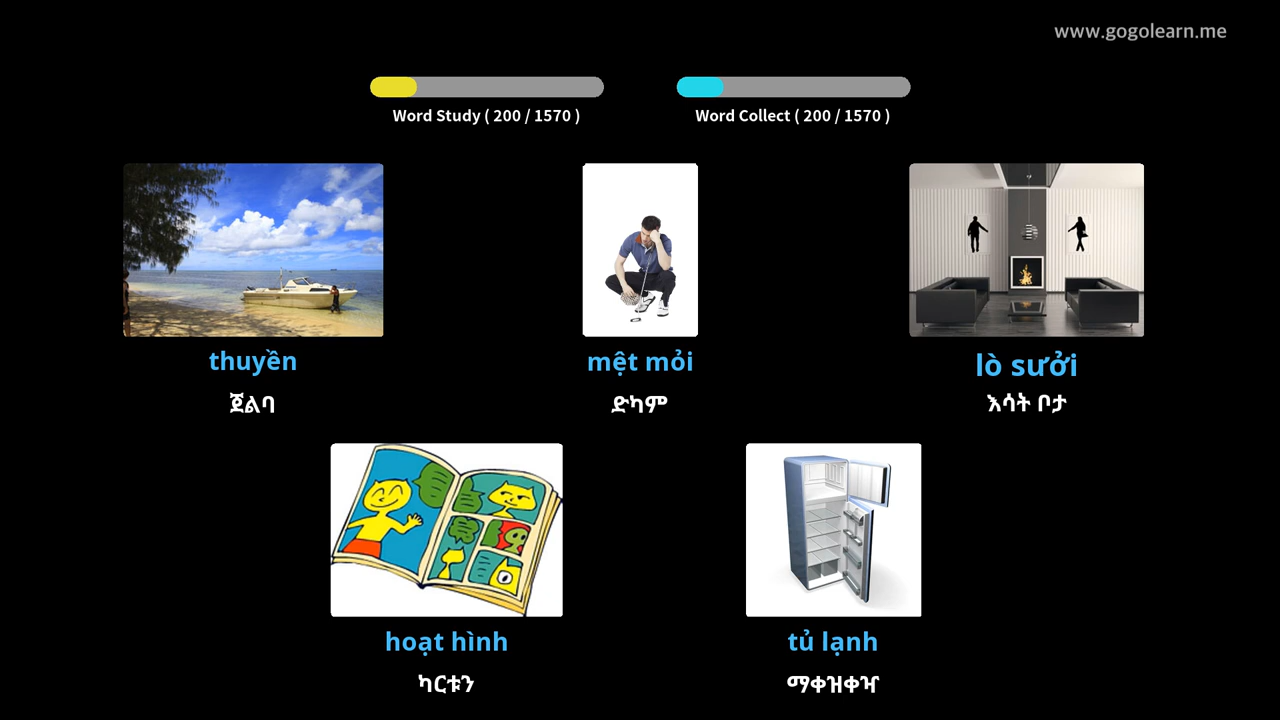 www.gogolearn.me
Word Study ( 200 / 1570 )
Word Collect ( 200 / 1570 )
thuyền
mệt mỏi
lò sưởi
ጀልባ
ድካም
እሳት ቦታ
hoạt hình
tủ lạnh
ካርቱን
ማቀዝቀዣ